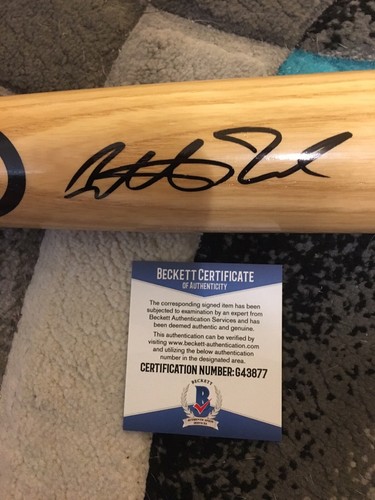 BECKETT CERTIFICATE
OF AUTHENTICITY
The corresponding signed item has been
subjected to examination by an expert from
Beckett Authentication Services and has
been deemed authentic and genuine.
This authentication can be verified by
visiting www.beckett-authentication.com
and utilizing the below authentication
number in the designated area.
CERTIFICATION NUMBER:G43877
BECKETT
B